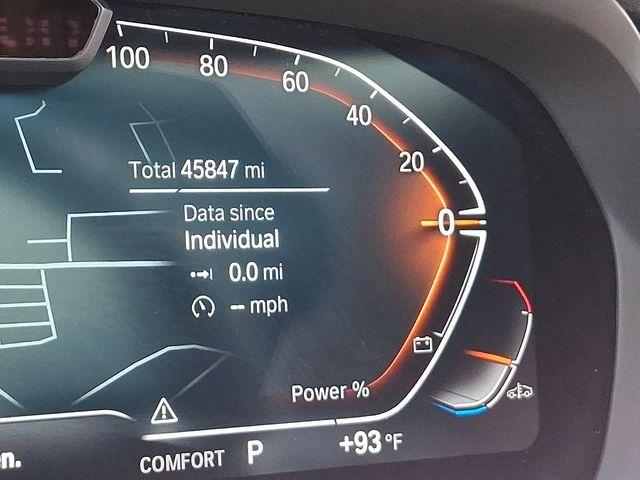 100
80
60
40
20
0
Total 45847 mi
Data since
Individual
0.0 mi
-- mph
Power %
en.
COMFORT P +93 °F